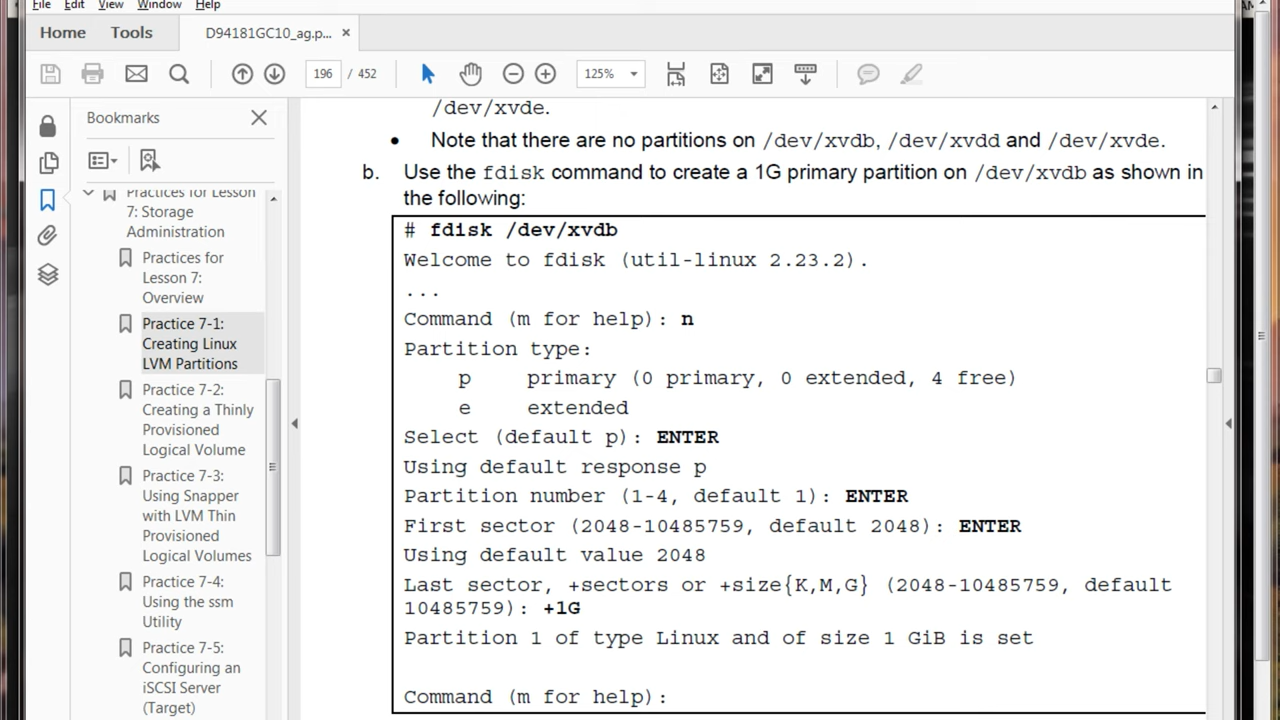 File Edit View Window Help
Home Tools D94181GC10_ag.p... ×
196 / 452 125%
Bookmarks
Practices for Lesson
7: Storage
Administration
Practices for
Lesson 7:
Overview
Practice 7-1:
Creating Linux
LVM Partitions
Practice 7-2:
Creating a Thinly
Provisioned
Logical Volume
Practice 7-3:
Using Snapper
with LVM Thin
Provisioned
Logical Volumes
Practice 7-4:
Using the ssm
Utility
Practice 7-5:
Configuring an
iSCSI Server
(Target)
/dev/xvde.
• Note that there are no partitions on /dev/xvdb, /dev/xvdd and /dev/xvde.
b. Use the fdisk command to create a 1G primary partition on /dev/xvdb as shown in
the following:
# fdisk /dev/xvdb
Welcome to fdisk (util-linux 2.23.2).
...
Command (m for help): n
Partition type:
p primary (0 primary, 0 extended, 4 free)
e extended
Select (default p): ENTER
Using default response p
Partition number (1-4, default 1): ENTER
First sector (2048-10485759, default 2048): ENTER
Using default value 2048
Last sector, +sectors or +size{K,M,G} (2048-10485759, default
10485759): +1G
Partition 1 of type Linux and of size 1 GiB is set
Command (m for help):